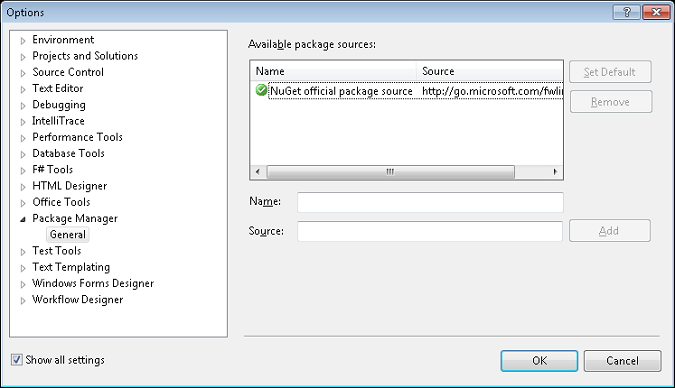 Options
Environment
Projects and Solutions
Source Control
Text Editor
Debugging
IntelliTrace
Performance Tools
Database Tools
F# Tools
HTML Designer
Office Tools
Package Manager
General
Test Tools
Text Templating
Windows Forms Designer
Workflow Designer
Show all settings
Available package sources:
Name Source
NuGet official package source http://go.microsoft.com/fwlin
Set Default
Remove
Name:
Source:
Add
OK
Cancel